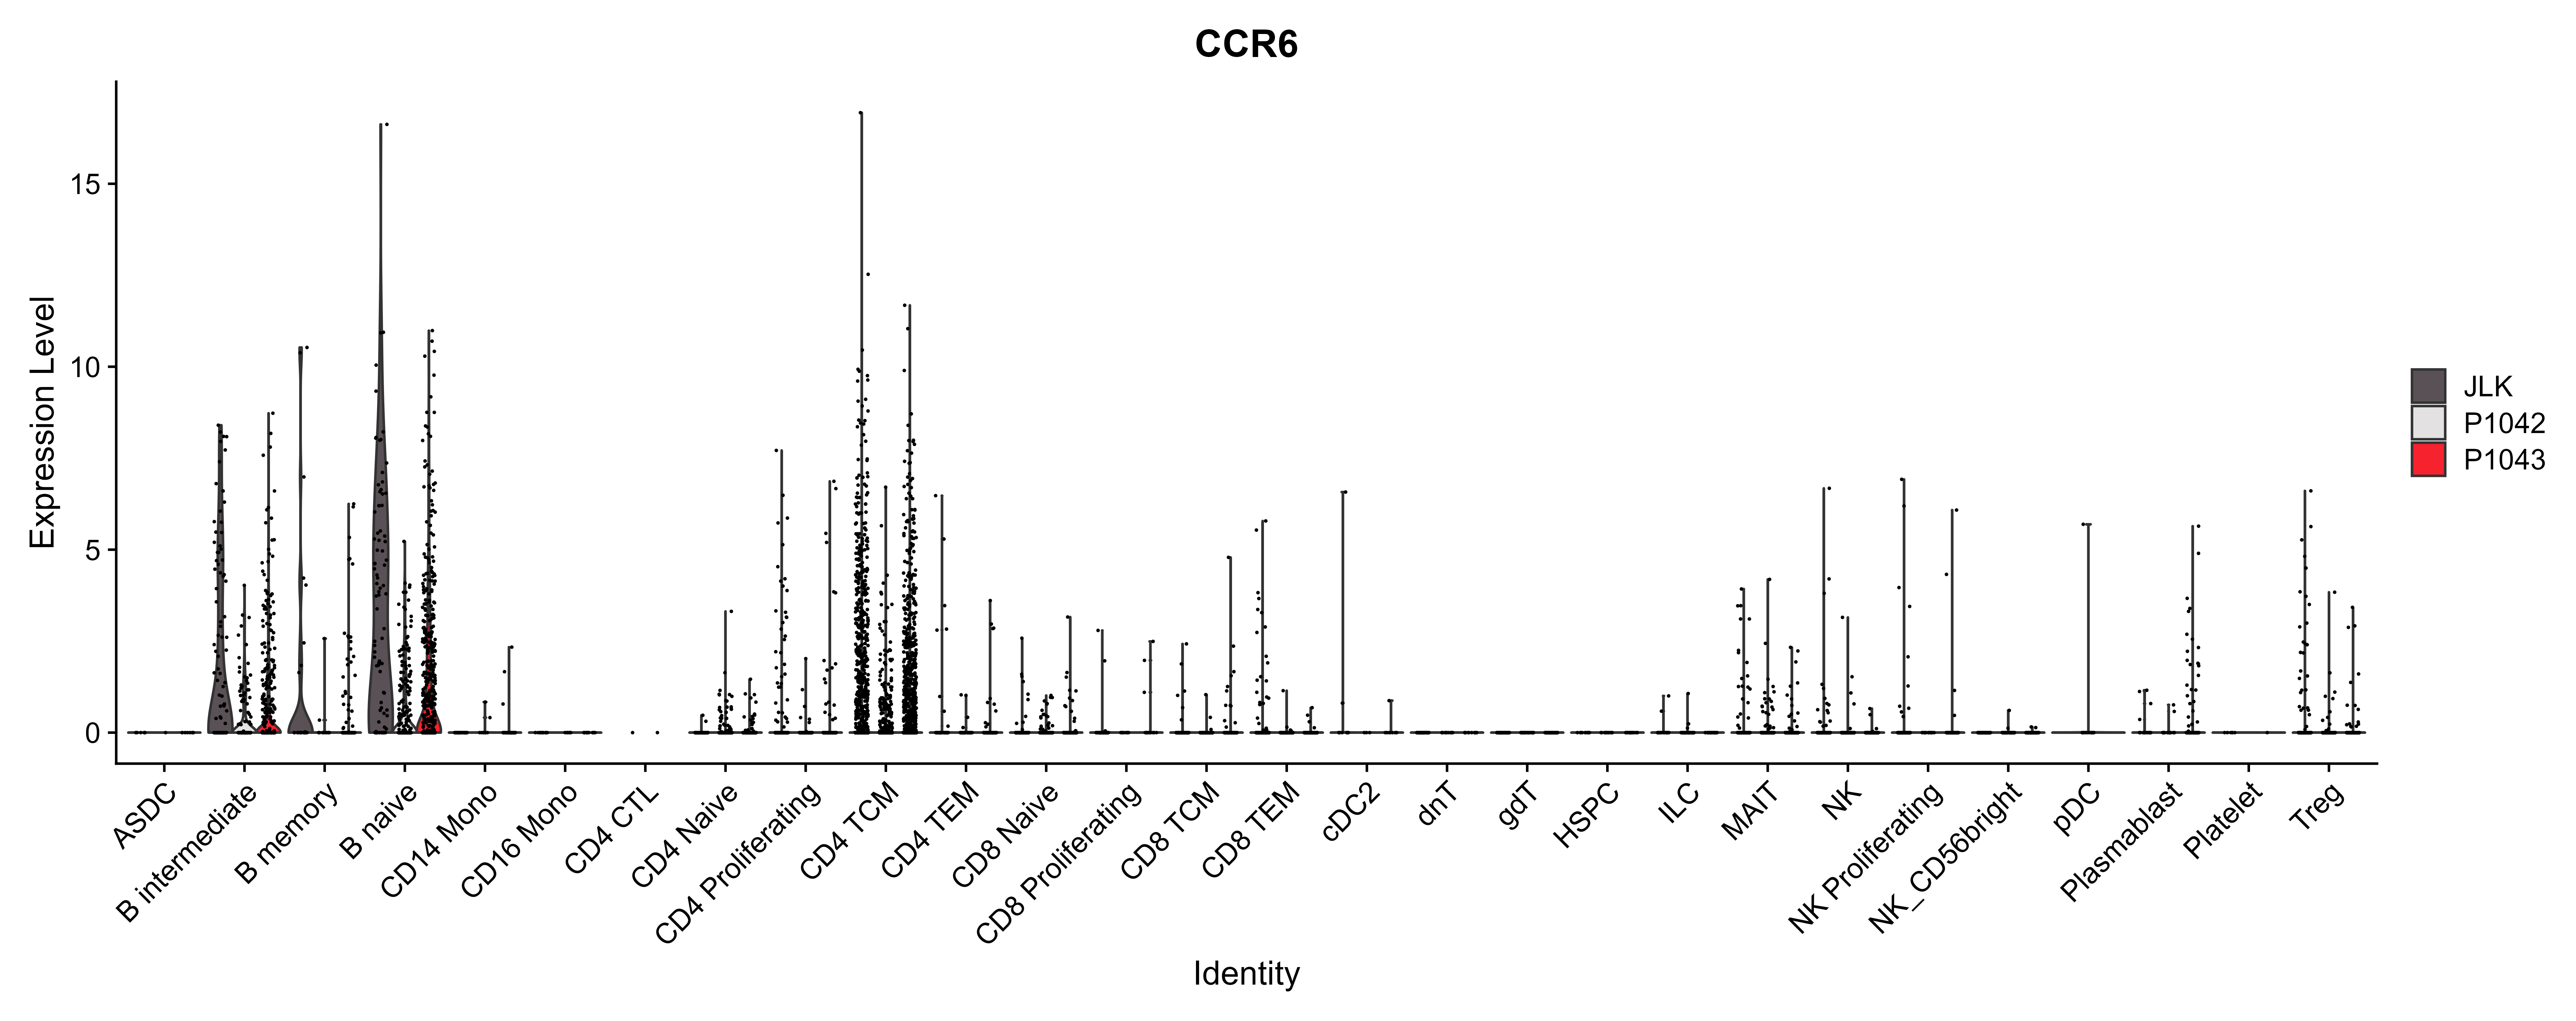 CCR6
Expression Level
15
10
5
0
ASDC
B intermediate
B memory
B naive
CD14 Mono
CD16 Mono
CD4 CTL
CD4 Naive
CD4 Proliferating
CD4 TCM
CD4 TEM
CD8 Naive
CD8 Proliferating
CD8 TCM
CD8 TEM
cDC2
dnT
gdT
HSPC
ILC
MAIT
NK
NK Proliferating
NK_CD56bright
pDC
Plasmablast
Platelet
Treg
Identity
JLK
P1042
P1043